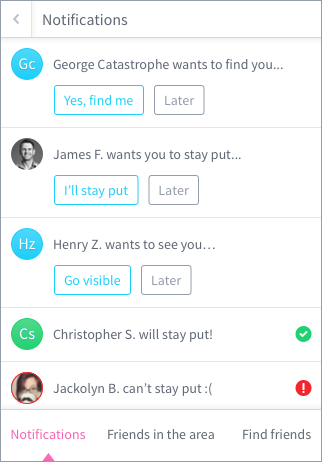 Notifications
Gc
George Catastrophe wants to find you...
Yes, find me Later
James F. wants you to stay put...
I'll stay put Later
Hz
Henry Z. wants to see you…
Go visible Later
Cs
Christopher S. will stay put!
Jackolyn B. can't stay put :(
Notifications Friends in the area Find friends